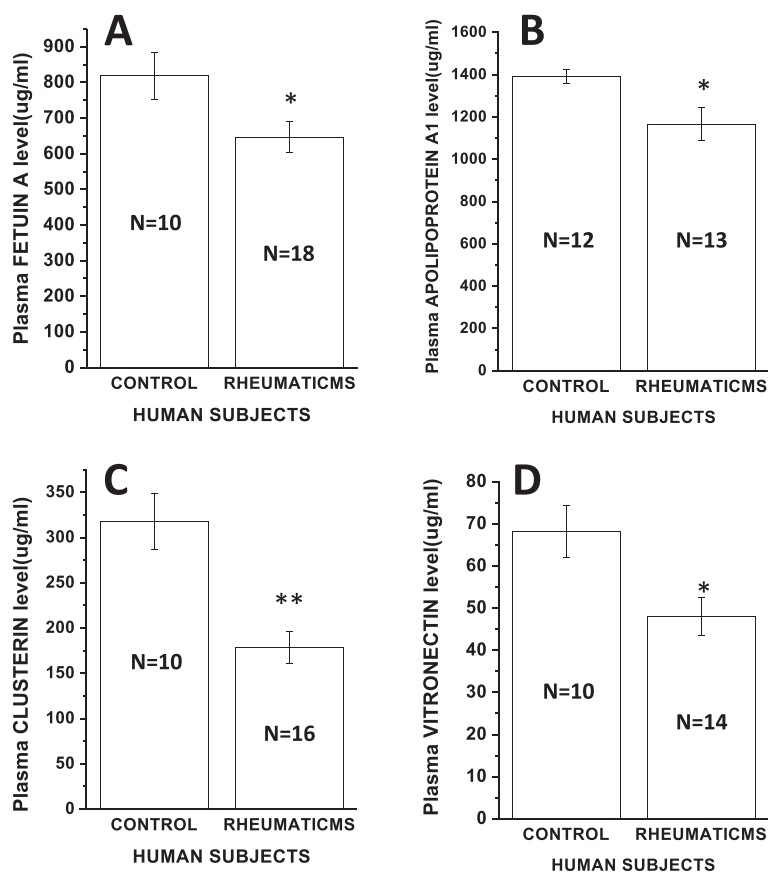 A
Plasma FETUIN A level(ug/ml)
900
800
700
600
500
400
300
200
100
0
*
N=10
N=18
CONTROL
RHEUMATICMS
HUMAN SUBJECTS
B
Plasma APOLIPOPROTEIN A1 level(ug/ml)
1600
1400
1200
1000
800
600
400
200
0
*
N=12
N=13
CONTROL
RHEUMATICMS
HUMAN SUBJECTS
C
Plasma CLUSTERIN level(ug/ml)
350
300
250
200
150
100
50
0
**
N=10
N=16
CONTROL
RHEUMATICMS
HUMAN SUBJECTS
D
Plasma VITRONECTIN level(ug/ml)
80
70
60
50
40
30
20
10
0
*
N=10
N=14
CONTROL
RHEUMATICMS
HUMAN SUBJECTS